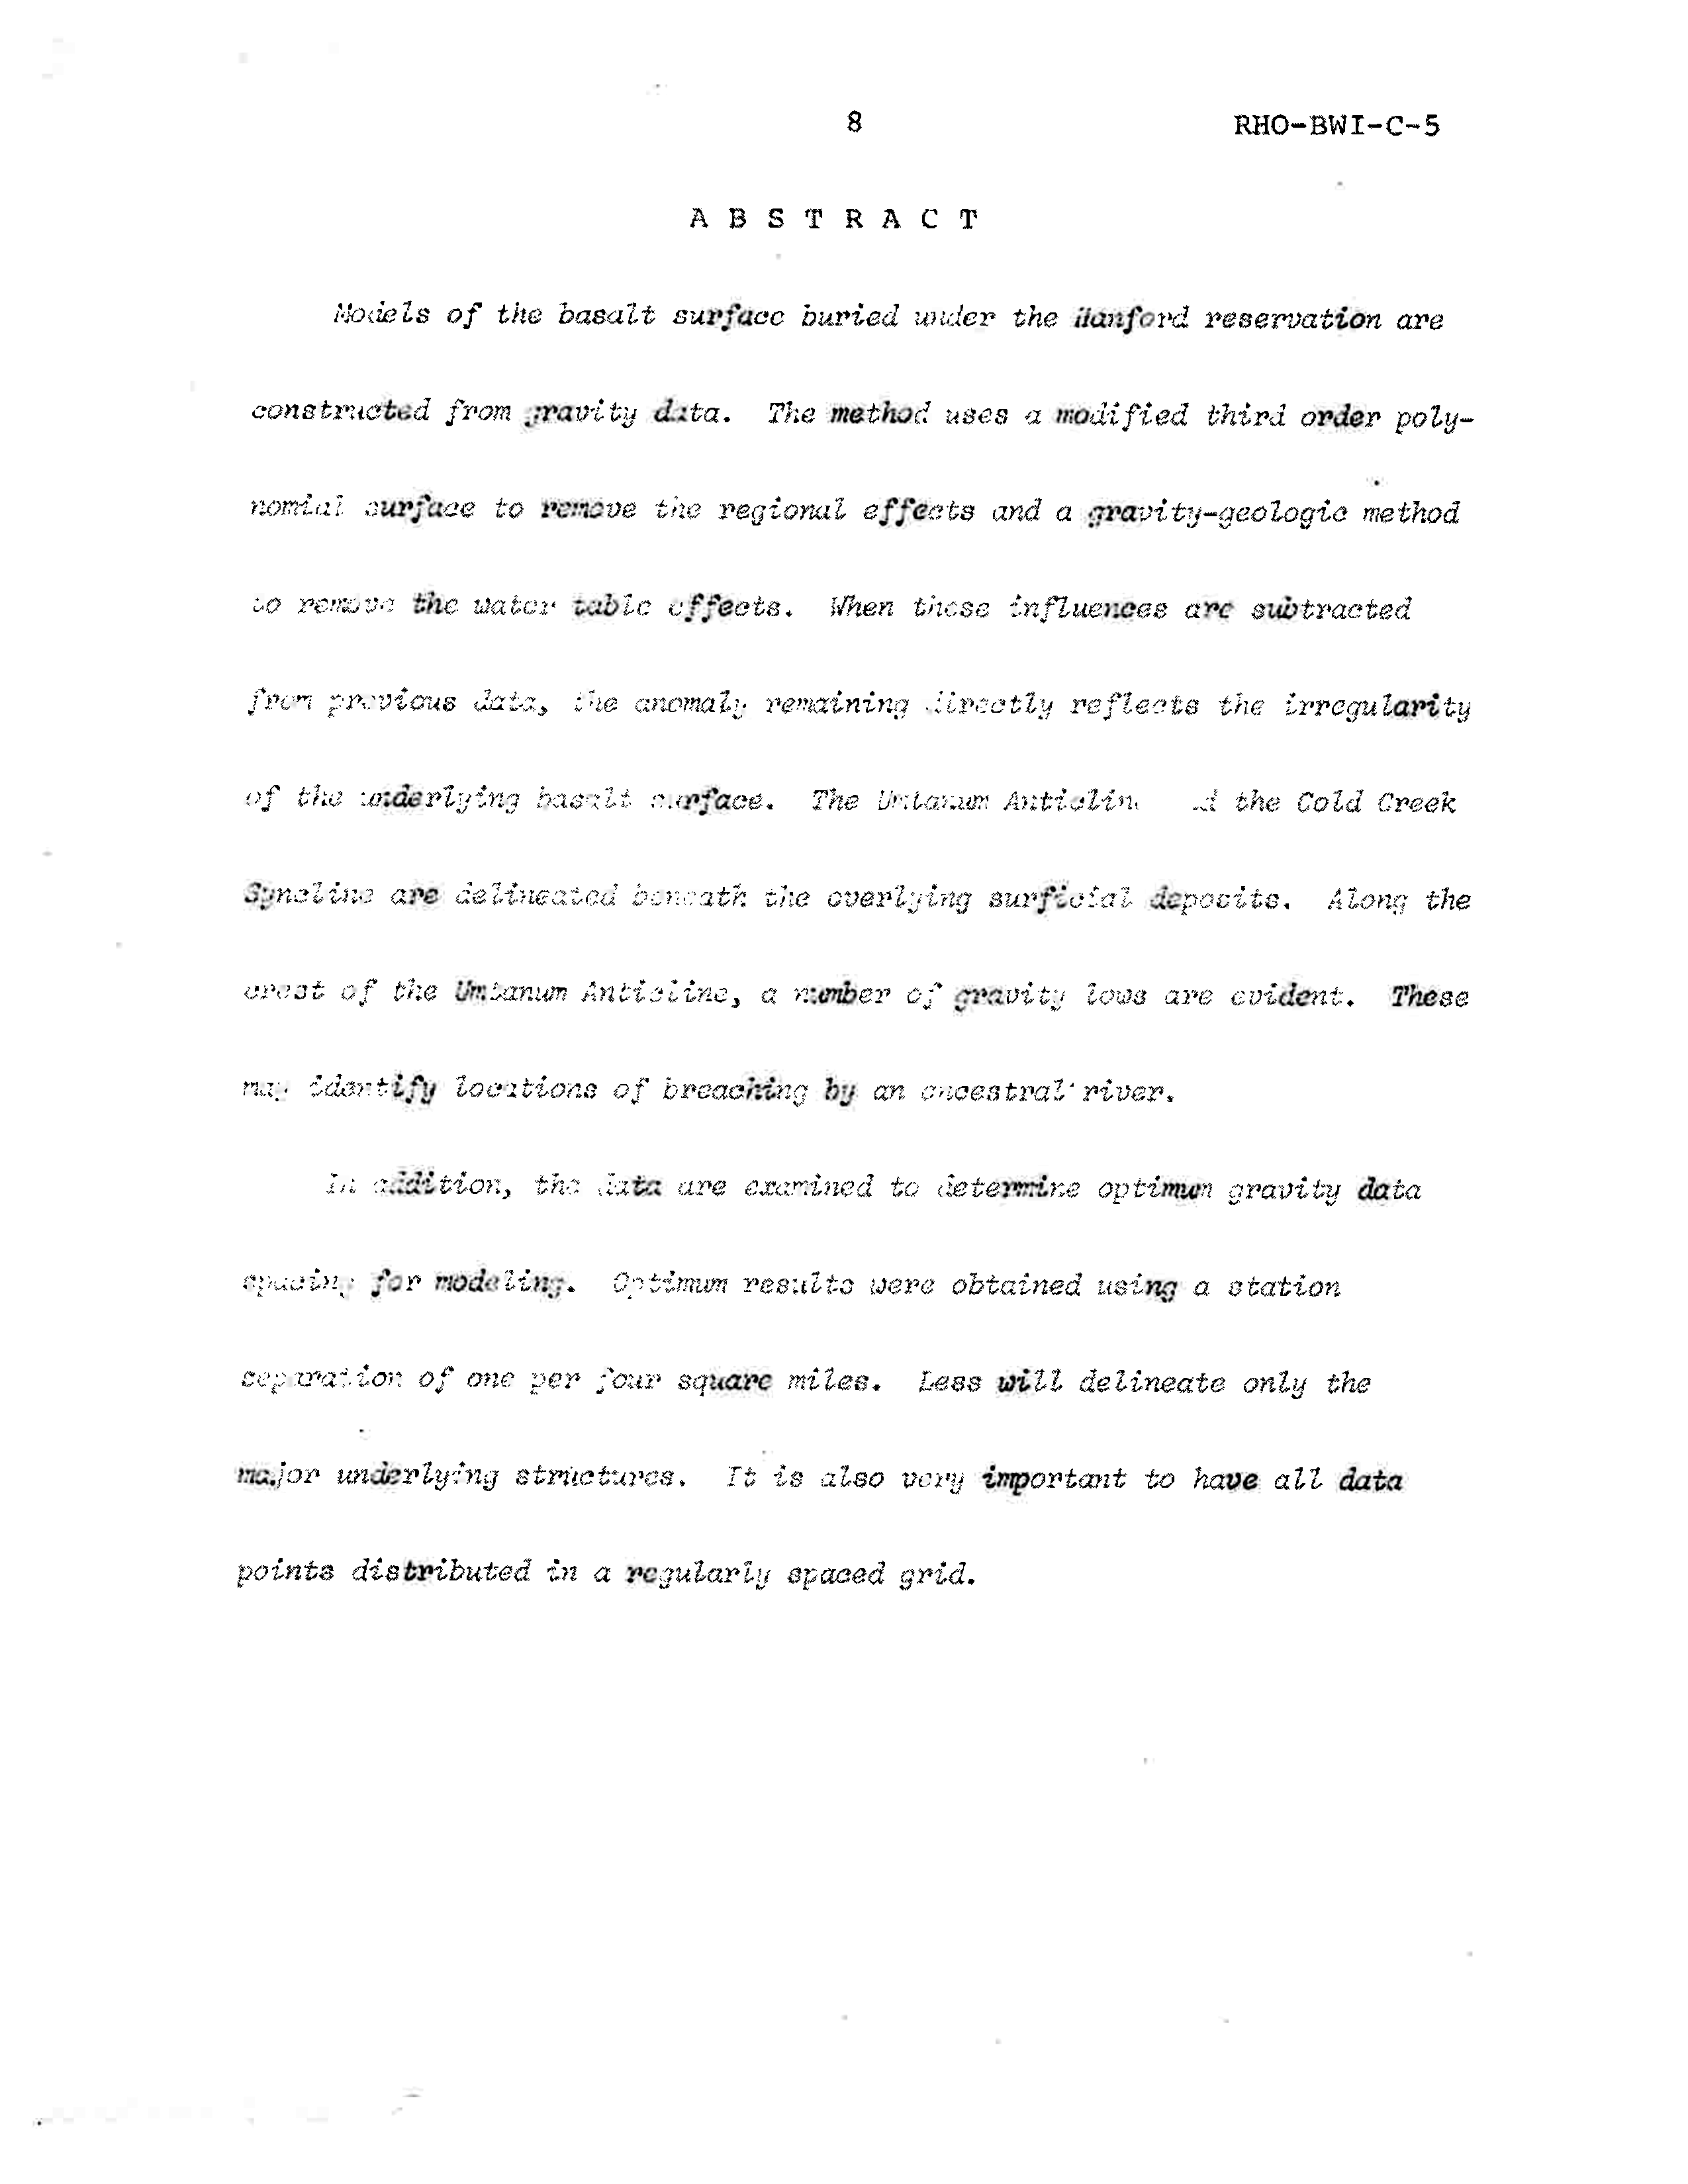 8
RHO-BWI-C-5
A B S T R A C T
Models of the basalt surface buried under the Hanford reservation are
constructed from gravity data. The method uses a modified third order poly-
nomial surface to remove the regional effects and a gravity-geologic method
to remove the water table effects. When these influences are subtracted
from previous data, the anomaly remaining directly reflects the irregularity
of the underlying basalt surface. The Umtanum Anticline the Cold Creek
Syncline are delineated beneath the overlying surficial deposits. Along the
crest of the Umtanum Anticline, a number of gravity lows are evident. These
may identify locations of breaching by an ancestral river.
In addition, the data are examined to determine optimum gravity data
spacing for modeling. Optimum results were obtained using a station
separation of one per four square miles. Less will delineate only the
major underlying structures. It is also very important to have all data
points distributed in a regularly spaced grid.